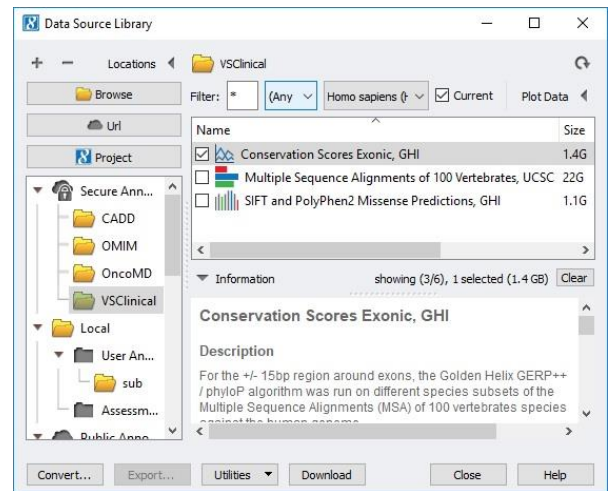 Data Source Library
Locations
VSClinical
Browse
Filter: * (Any Homo sapiens (H Current Plot Data
Url
Name Size
Project
Conservation Scores Exonic, GHI 1.4G
Multiple Sequence Alignments of 100 Vertebrates, UCSC 22G
SIFT and PolyPhen2 Missense Predictions, GHI 1.1G
Secure Ann...
CADD
OMIM
OncoMD
VSClinical
Local
User An...
sub
Assessm...
Public Anno
Information showing (3/6), 1 selected (1.4 GB) Clear
Conservation Scores Exonic, GHI
Description
For the +/- 15bp region around exons, the Golden Helix GERP++
/ phyloP algorithm was run on different species subsets of the
Multiple Sequence Alignments (MSA) of 100 vertebrates species
against the human genome
Convert... Export... Utilities Download Close Help